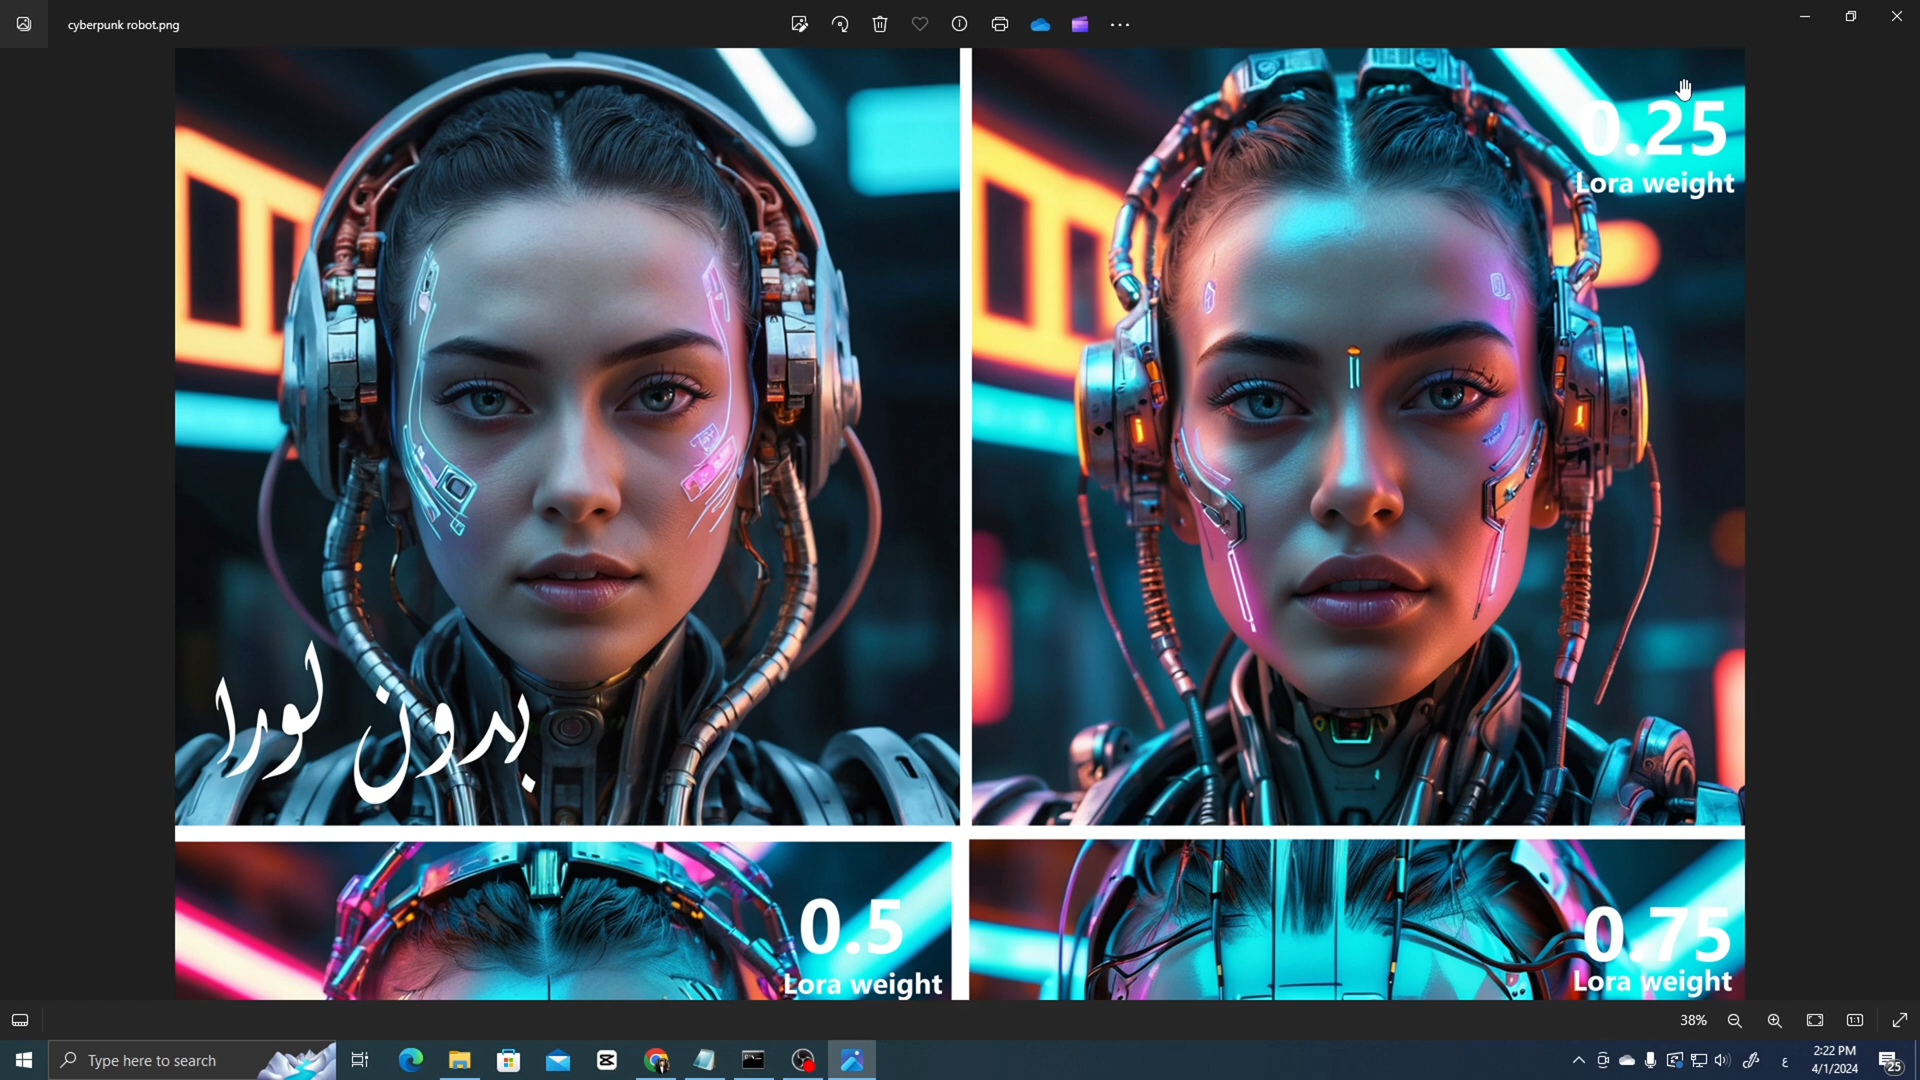 cyberpunk robot.png
0.25
Lora weight
بدون لورا
0.5
Lora weight
0.75
Lora weight
38%
Type here to search
2:22 PM
ع
4/1/2024
25